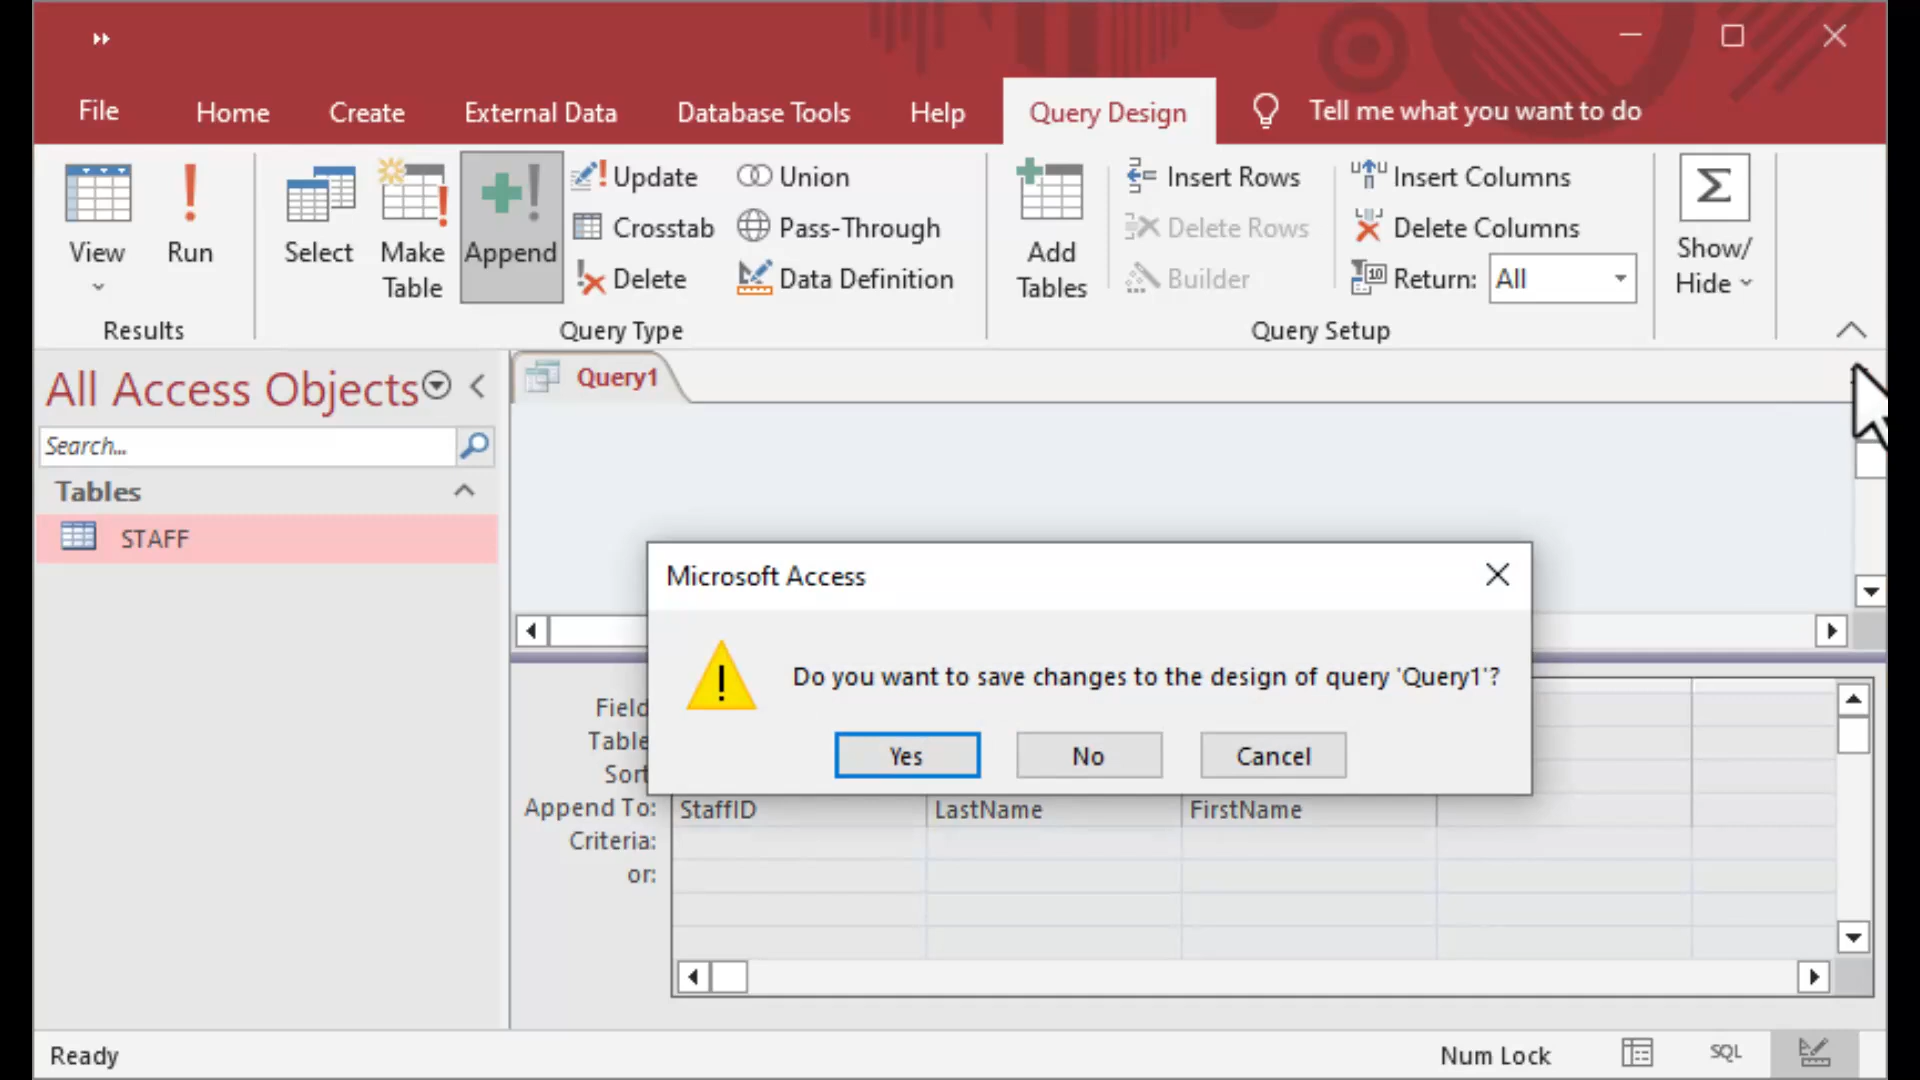 File Home Create External Data Database Tools Help Query Design Tell me what you want to do
View Run Select Make Table Append Update Union Add Tables Insert Rows Insert Columns Show/ Hide
Crosstab Pass-Through Delete Rows Delete Columns
Delete Data Definition Builder Return: All
Results Query Type Query Setup
All Access Objects Query1
Search...
Tables
STAFF
Microsoft Access
Do you want to save changes to the design of query 'Query1'?
Yes No Cancel
Field
Table
Sort
Append To: StaffID LastName FirstName
Criteria:
or:
Ready Num Lock SQL